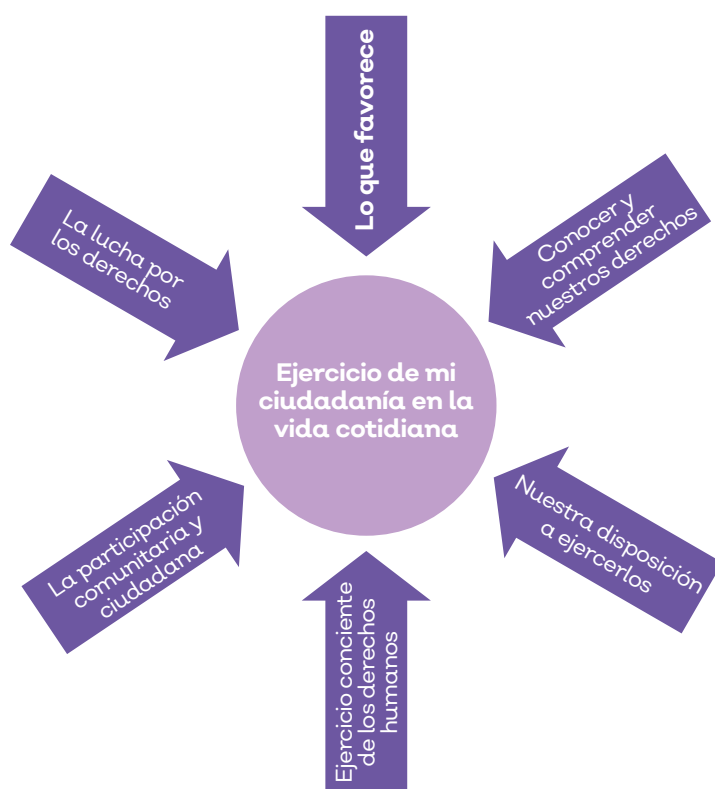 Lo que favorece
Conocer y
comprender
nuestros derechos
Nuestra disposición
a ejercerlos
Ejercicio conciente
de los derechos
humanos
La participación
comunitaria y
ciudadana
La lucha por
los derechos
Ejercicio de mi
ciudadanía en la
vida cotidiana